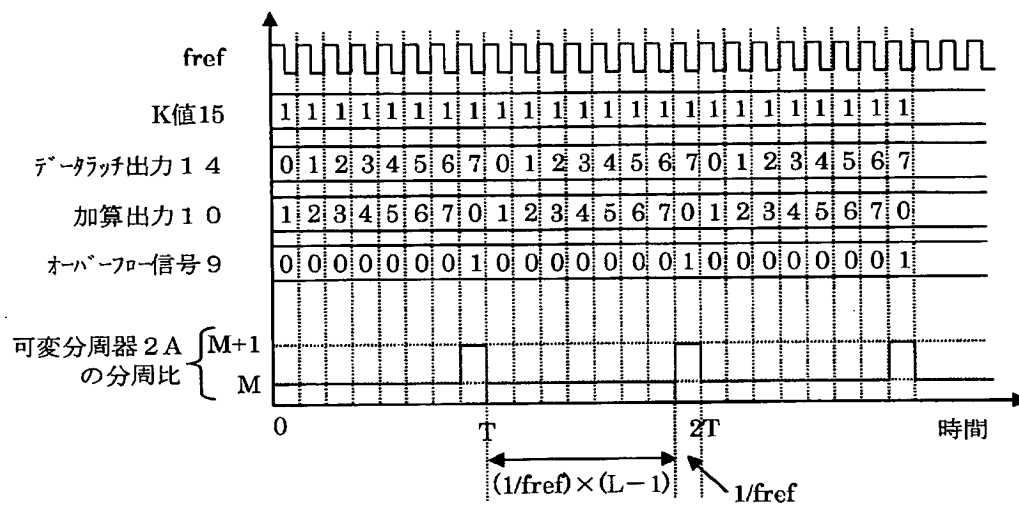 fref
K値15 1 1 1 1 1 1 1 1 1 1 1 1 1 1 1 1 1 1 1 1 1 1 1 1
データラッチ出力14 0 1 2 3 4 5 6 7 0 1 2 3 4 5 6 7 0 1 2 3 4 5 6 7
加算出力10 1 2 3 4 5 6 7 0 1 2 3 4 5 6 7 0 1 2 3 4 5 6 7 0
オーバーフロー信号9 0 0 0 0 0 0 0 1 0 0 0 0 0 0 0 1 0 0 0 0 0 0 0 1
可変分周器2A
の分周比
M+1
M
0 T 2T 時間
(1/fref)×(L-1) 1/fref